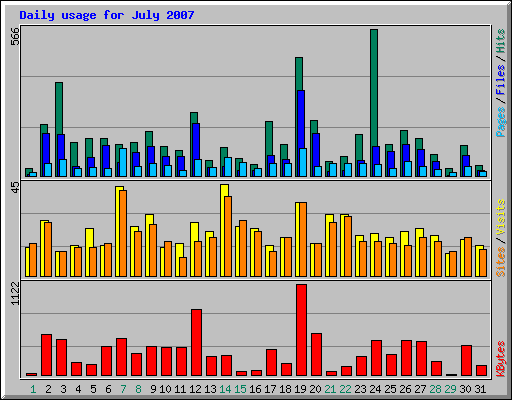 Daily usage for July 2007
566
Pages / Files / Hits
45
Sites / Visits
1122
KBytes
1 2 3 4 5 6 7 8 9 10 11 12 13 14 15 16 17 18 19 20 21 22 23 24 25 26 27 28 29 30 31